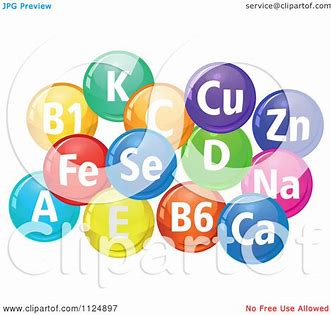 JPG Preview
service@clipartof.com
K
Cu
B1
C
Zn
Fe
Se
D
Na
A
E
B6
Ca
© www.clipartof.com/1124897
No Free Use Allowed